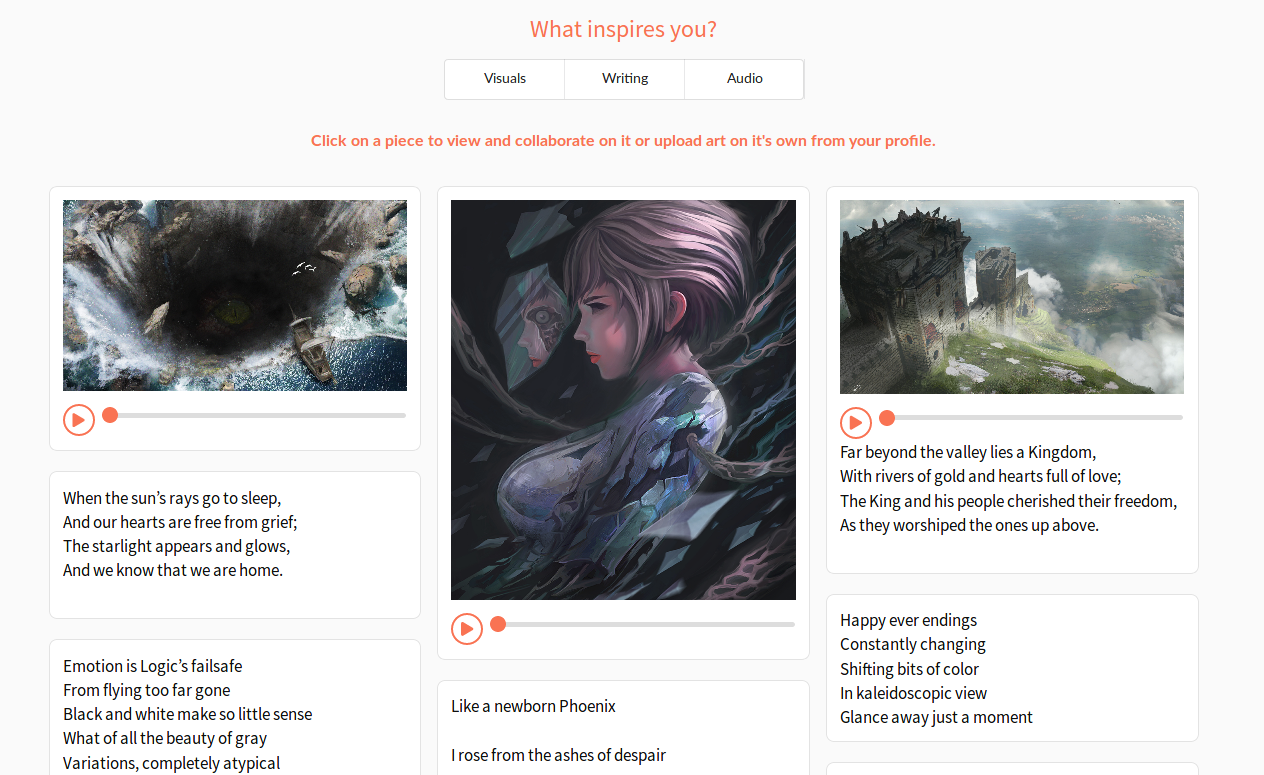 What inspires you?
Visuals
Writing
Audio
Click on a piece to view and collaborate on it or upload art on it's own from your profile.
When the sun’s rays go to sleep,
And our hearts are free from grief;
The starlight appears and glows,
And we know that we are home.
Emotion is Logic’s failsafe
From flying too far gone
Black and white make so little sense
What of all the beauty of gray
Variations, completely atypical
Like a newborn Phoenix
I rose from the ashes of despair
Far beyond the valley lies a Kingdom,
With rivers of gold and hearts full of love;
The King and his people cherished their freedom,
As they worshiped the ones up above.
Happy ever endings
Constantly changing
Shifting bits of color
In kaleidoscopic view
Glance away just a moment